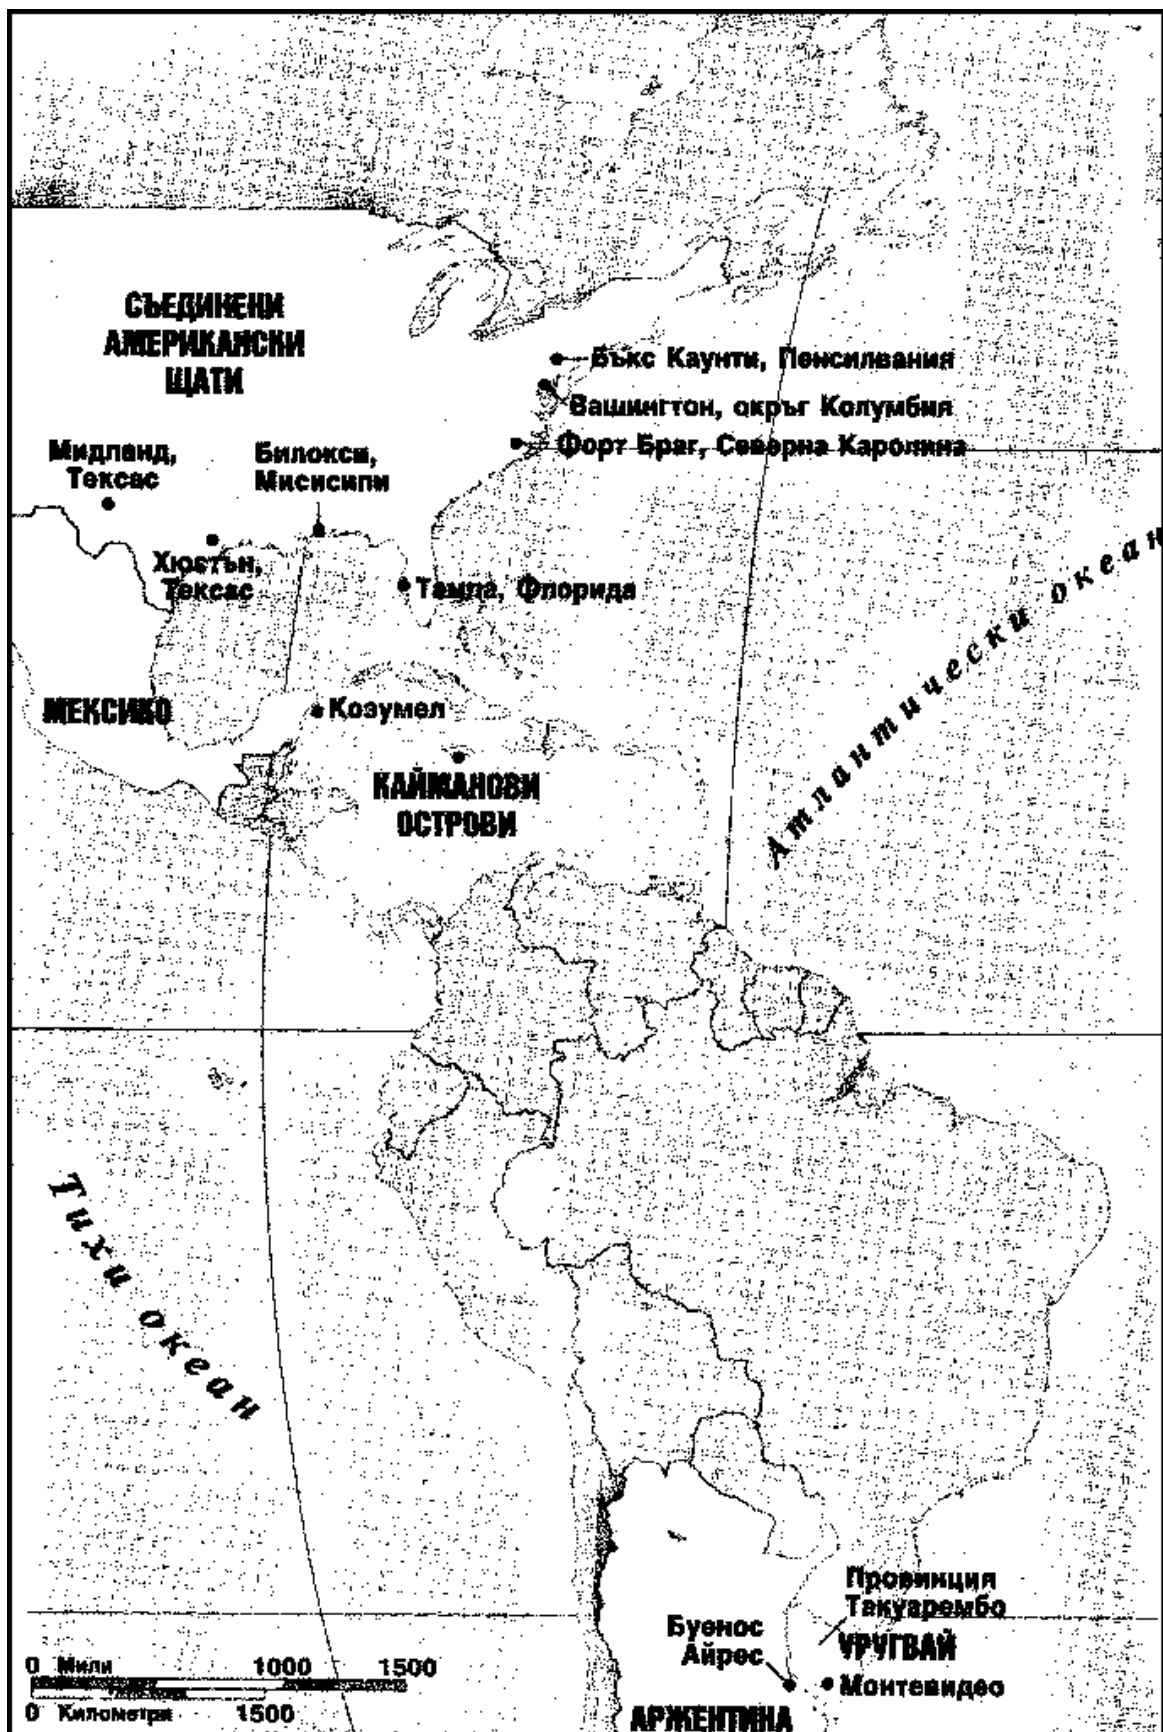 СЪЕДИНЕНИ
АМЕРИКАНСКИ
ЩАТИ
Бъкс Каунти, Пенсилвания
Вашингтон, окръг Колумбия
Форт Браг, Северна Каролина
Мидланд,
Тексас
Билокси,
Мисисипи
Хюстън,
Тексас
Тампа, Флорида
Атлантически океан
МЕКСИКО
Козумел
КАЙМАНОВИ
ОСТРОВИ
Тихи океан
Провинция
Такуарембо
Буенос
Айрес
УРУГВАЙ
Монтевидео
АРЖЕНТИНА
0 Мили 1000 1500
0 Километри 1500